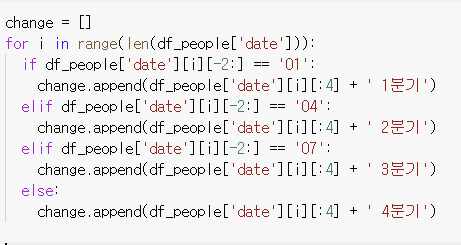 change = []
for i in range(len(df_people['date'])):
  if df_people['date'][i][-2:] == '01':
    change.append(df_people['date'][i][:4] + ' 1분기')
  elif df_people['date'][i][-2:] == '04':
    change.append(df_people['date'][i][:4] + ' 2분기')
  elif df_people['date'][i][-2:] == '07':
    change.append(df_people['date'][i][:4] + ' 3분기')
  else:
    change.append(df_people['date'][i][:4] + ' 4분기')